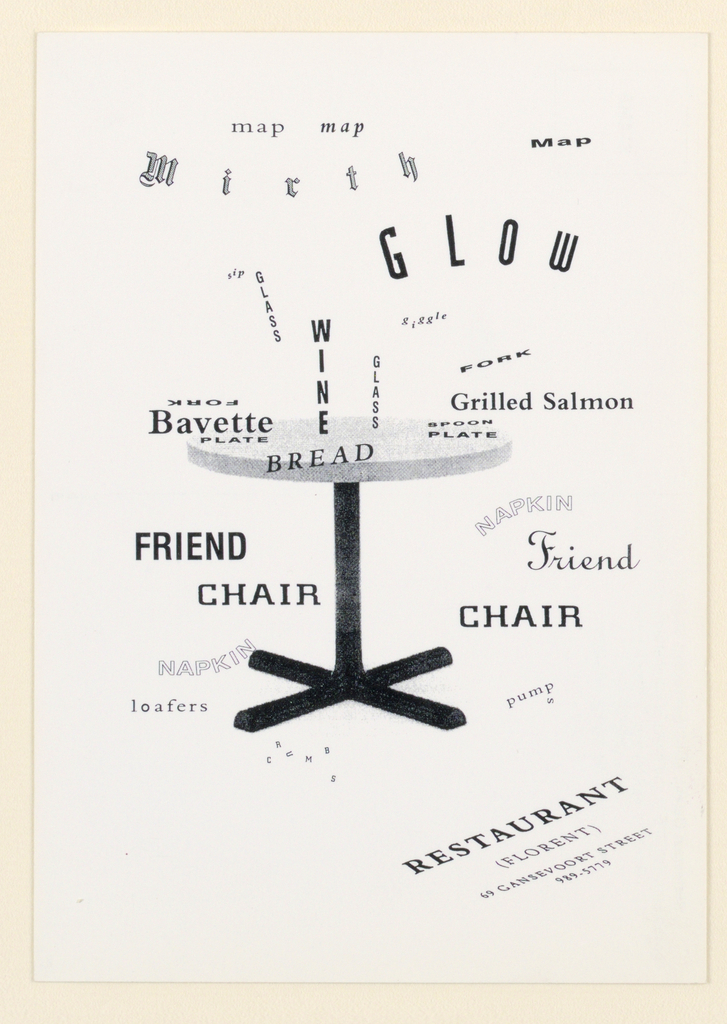 map map
Map
Mirth
GLOW
sip
GLASS
giggle
WINE
GLASS
FORK
FORK
Grilled Salmon
Bavette
SPOON
PLATE
PLATE
BREAD
NAPKIN
FRIEND
Friend
CHAIR
CHAIR
NAPKIN
loafers
pumps
CRUMBS
RESTAURANT
(FLORENT)
69 GANSEVOORT STREET
989-5779